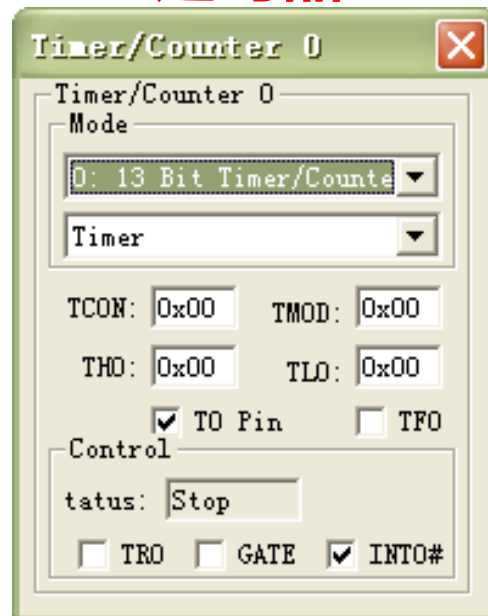 Timer/Counter 0
Timer/Counter 0
Mode
0: 13 Bit Timer/Counte
Timer
TCON: 0x00 TMOD: 0x00
TH0: 0x00 TL0: 0x00
T0 Pin TF0
Control
tatus: Stop
TR0 GATE INT0#